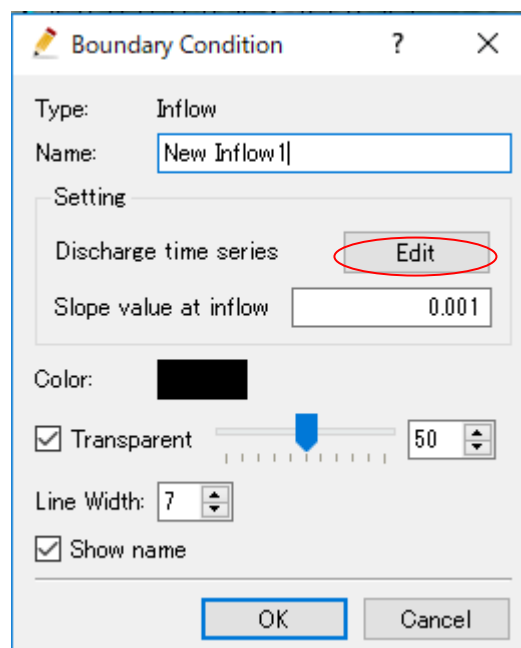 Boundary Condition ?
Type: Inflow
Name: New Inflow1
Setting
Discharge time series Edit
Slope value at inflow 0.001
Color:
Transparent 50
Line Width: 7
Show name
OK Cancel